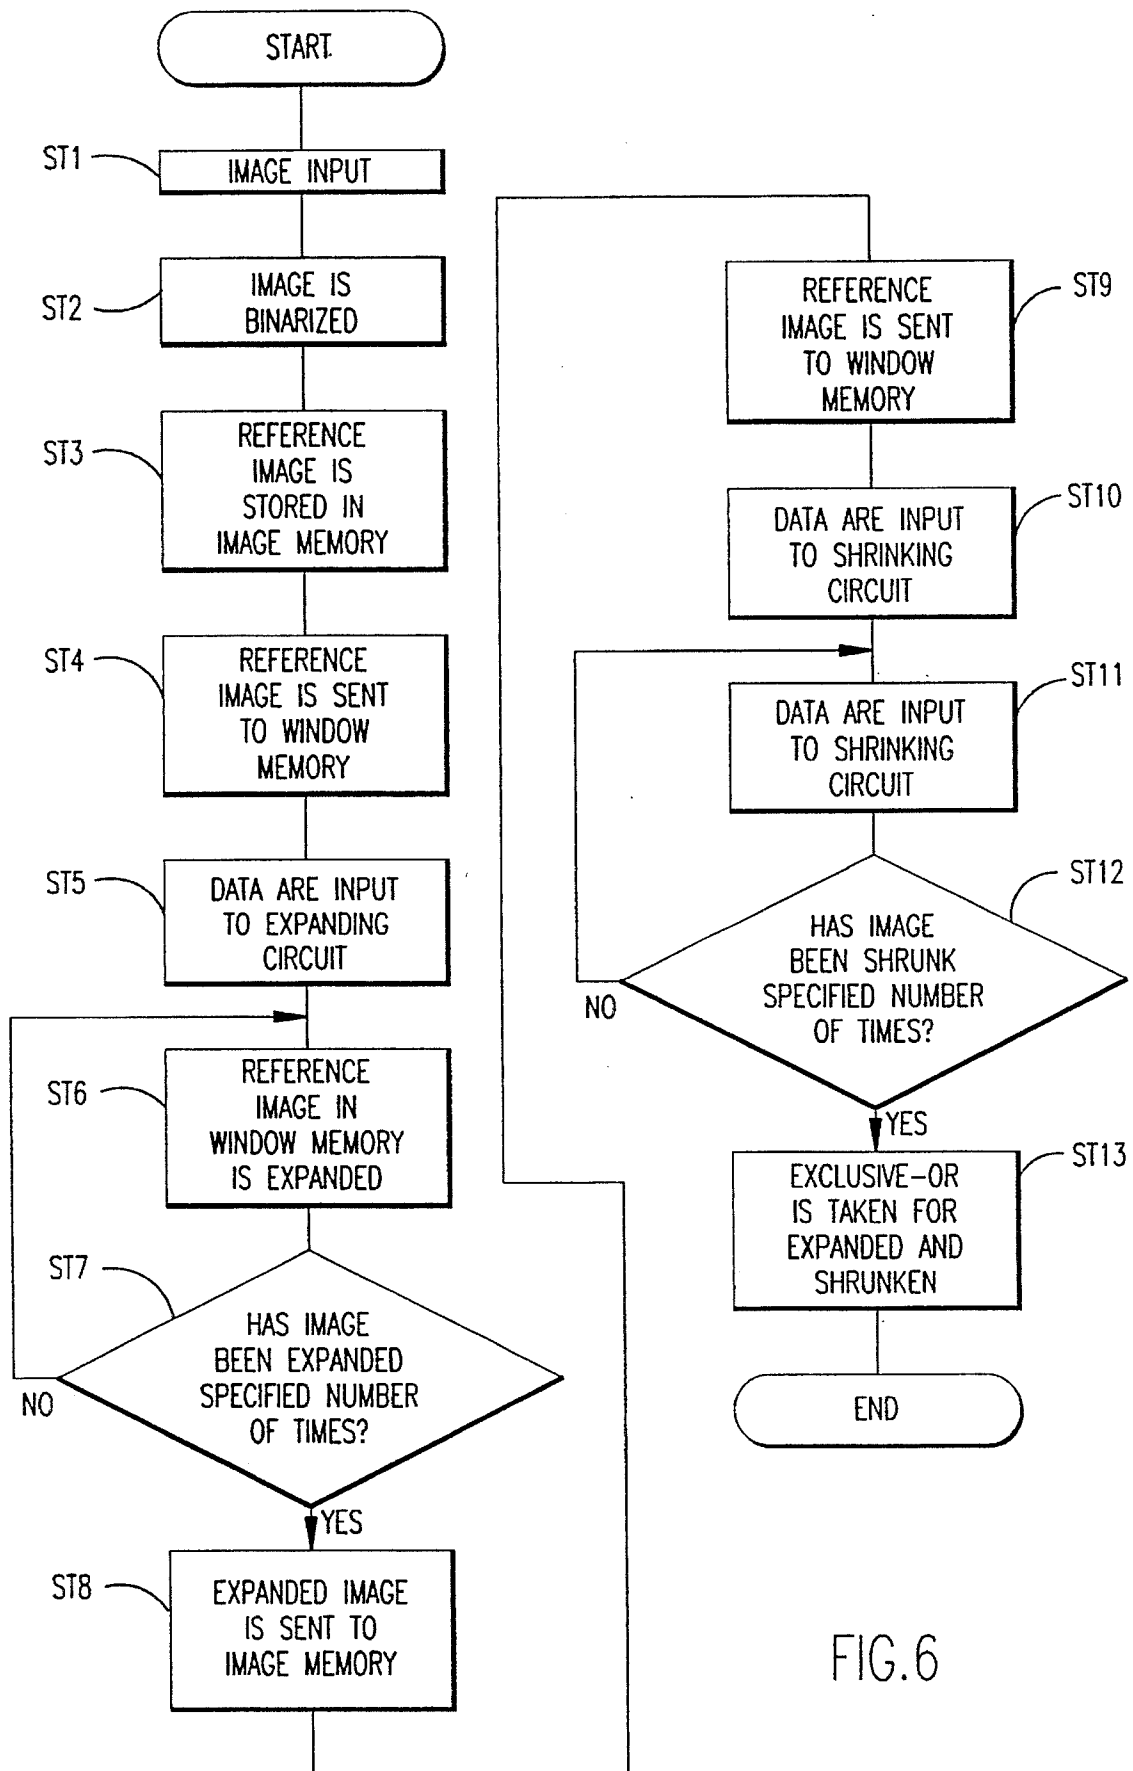 START
ST1
IMAGE INPUT
ST2
IMAGE IS
BINARIZED
ST3
REFERENCE
IMAGE IS
STORED IN
IMAGE MEMORY
ST4
REFERENCE
IMAGE IS SENT
TO WINDOW
MEMORY
ST5
DATA ARE INPUT
TO EXPANDING
CIRCUIT
ST6
REFERENCE
IMAGE IN
WINDOW MEMORY
IS EXPANDED
ST7
HAS IMAGE
BEEN EXPANDED
SPECIFIED NUMBER
OF TIMES?
NO
YES
ST8
EXPANDED IMAGE
IS SENT TO
IMAGE MEMORY
ST9
REFERENCE
IMAGE IS SENT
TO WINDOW
MEMORY
ST10
DATA ARE INPUT
TO SHRINKING
CIRCUIT
ST11
DATA ARE INPUT
TO SHRINKING
CIRCUIT
ST12
HAS IMAGE
BEEN SHRUNK
SPECIFIED NUMBER
OF TIMES?
NO
YES
ST13
EXCLUSIVE-OR
IS TAKEN FOR
EXPANDED AND
SHRUNKEN
END
FIG.6